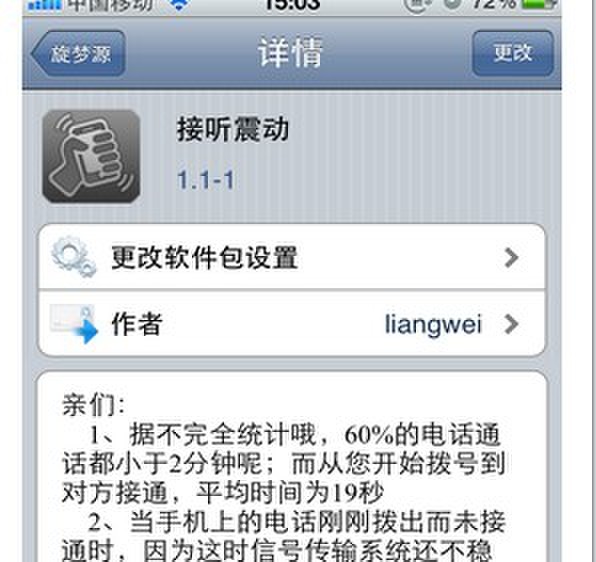 中国移动 15:03 72%
旋梦源 详情 更改
接听震动
1.1-1
更改软件包设置
作者 liangwei
亲们：
1、据不完全统计哦，60%的电话通
话都小于2分钟呢；而从您开始拨号到
对方接通，平均时间为19秒
2、当手机上的电话刚刚拨出而未接
通时，因为这时信号传输系统还不稳